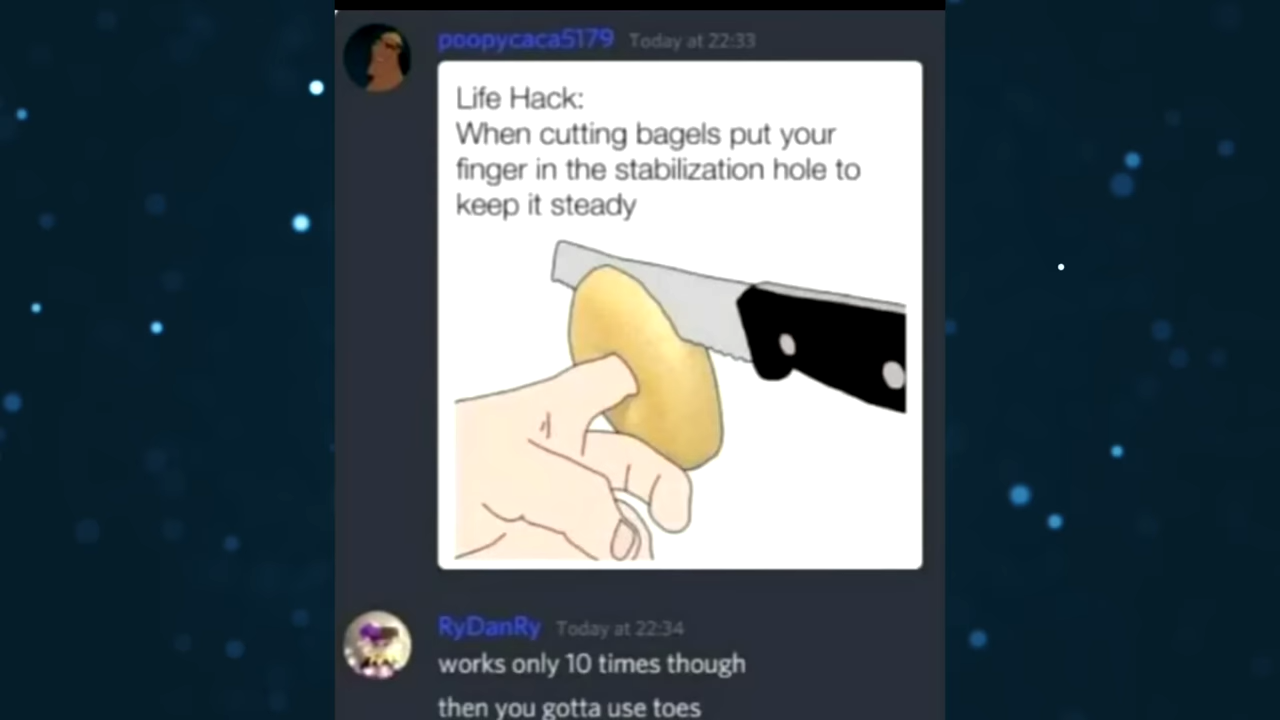 poopycaca5179 Today at 22:33
Life Hack:
When cutting bagels put your
finger in the stabilization hole to
keep it steady
RyDanRy Today at 22:34
works only 10 times though
then you gotta use toes